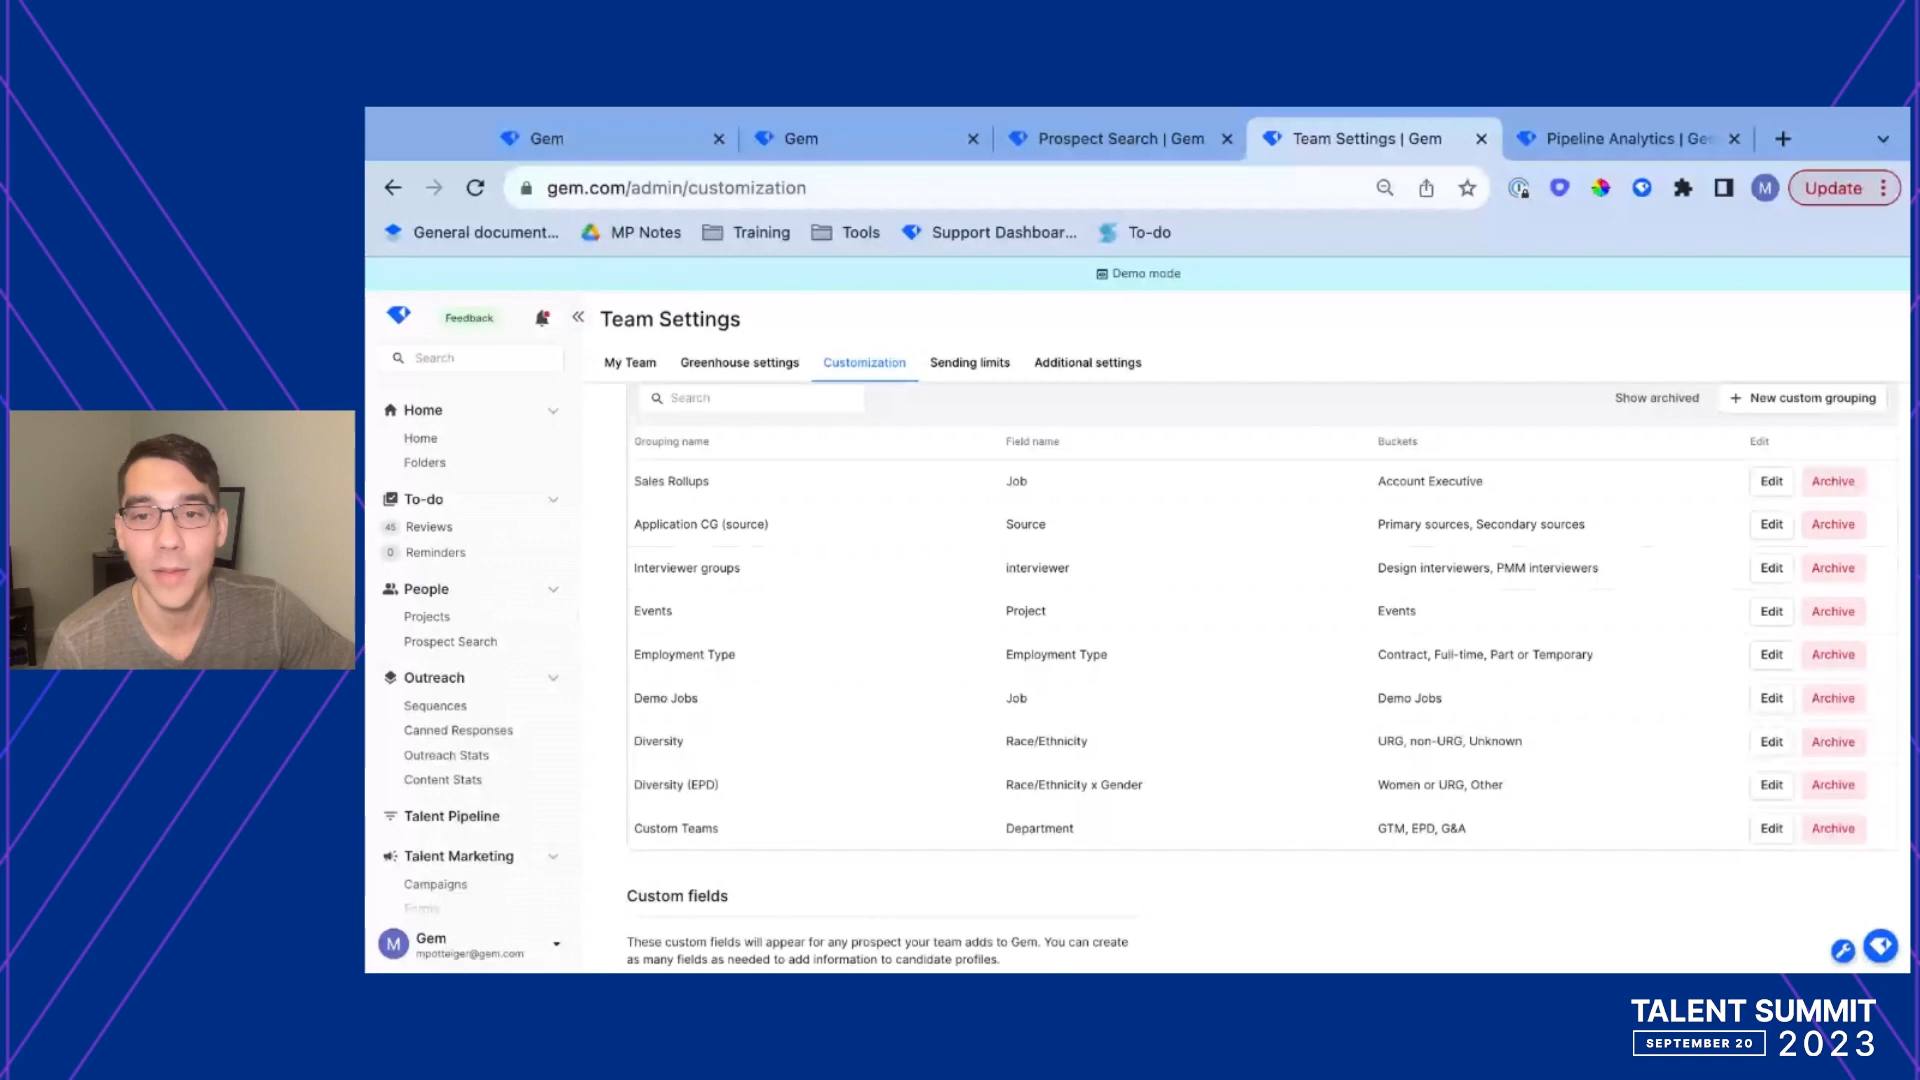 Gem
Gem
Prospect Search | Gem
Team Settings | Gem
Pipeline Analytics | Ge
gem.com/admin/customization
M
Update
General document...
MP Notes
Training
Tools
Support Dashboar...
To-do
Demo mode
Feedback
Team Settings
Search
My Team
Greenhouse settings
Customization
Sending limits
Additional settings
Search
Show archived
+ New custom grouping
Grouping name Field name Buckets Edit
Sales Rollups Job Account Executive Edit Archive
Application CG (source) Source Primary sources, Secondary sources Edit Archive
Interviewer groups interviewer Design interviewers, PMM interviewers Edit Archive
Events Project Events Edit Archive
Employment Type Employment Type Contract, Full-time, Part or Temporary Edit Archive
Demo Jobs Job Demo Jobs Edit Archive
Diversity Race/Ethnicity URG, non-URG, Unknown Edit Archive
Diversity (EPD) Race/Ethnicity x Gender Women or URG, Other Edit Archive
Custom Teams Department GTM, EPD, G&A Edit Archive
Custom fields
These custom fields will appear for any prospect your team adds to Gem. You can create
as many fields as needed to add information to candidate profiles.
Home
Home
Folders
To-do
45 Reviews
0 Reminders
People
Projects
Prospect Search
Outreach
Sequences
Canned Responses
Outreach Stats
Content Stats
Talent Pipeline
Talent Marketing
Campaigns
Forms
M
Gem
mpotteiger@gem.com
TALENT SUMMIT
SEPTEMBER 20 2023